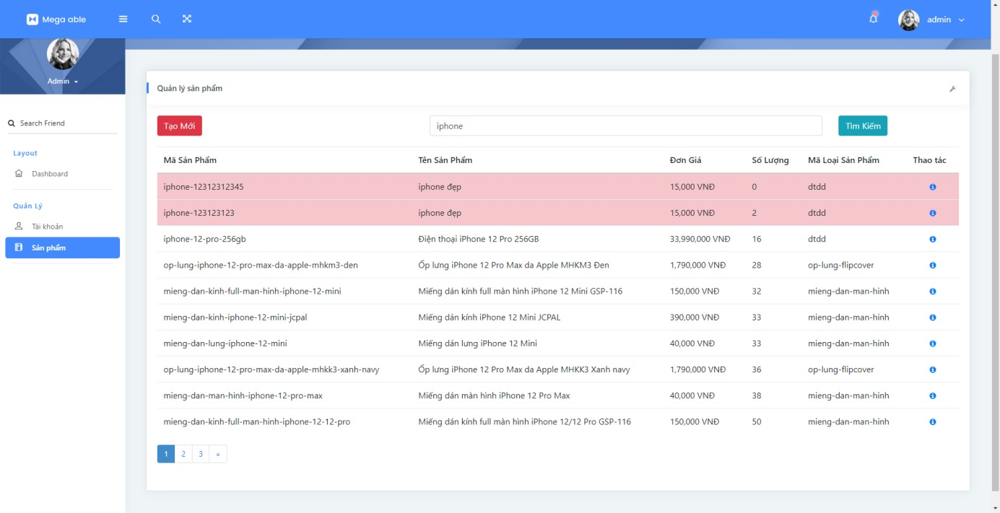 Mega able
admin
Admin
Search Friend
Layout
Dashboard
Quản Lý
Tài khoản
Sản phẩm
Quản lý sản phẩm
Tạo Mới
iphone
Tìm Kiếm
Mã Sản Phẩm Tên Sản Phẩm Đơn Giá Số Lượng Mã Loại Sản Phẩm Thao tác
iphone-12312312345 iphone đẹp 15,000 VNĐ 0 dtdd
iphone-123123123 iphone đẹp 15,000 VNĐ 2 dtdd
iphone-12-pro-256gb Điện thoại iPhone 12 Pro 256GB 33,990,000 VNĐ 16 dtdd
op-lung-iphone-12-pro-max-da-apple-mhkm3-den Ốp lưng iPhone 12 Pro Max da Apple MHKM3 Đen 1,790,000 VNĐ 28 op-lung-flipcover
mieng-dan-kinh-full-man-hinh-iphone-12-mini Miếng dán kính full màn hình iPhone 12 Mini GSP-116 150,000 VNĐ 32 mieng-dan-man-hinh
mieng-dan-kinh-iphone-12-mini-jcpal Miếng dán kính iPhone 12 Mini JCPAL 390,000 VNĐ 33 mieng-dan-man-hinh
mieng-dan-lung-iphone-12-mini Miếng dán lưng iPhone 12 Mini 40,000 VNĐ 33 mieng-dan-man-hinh
op-lung-iphone-12-pro-max-da-apple-mhkk3-xanh-navy Ốp lưng iPhone 12 Pro Max da Apple MHKK3 Xanh navy 1,790,000 VNĐ 36 op-lung-flipcover
mieng-dan-man-hinh-iphone-12-pro-max Miếng dán màn hình iPhone 12 Pro Max 40,000 VNĐ 38 mieng-dan-man-hinh
mieng-dan-kinh-full-man-hinh-iphone-12-12-pro Miếng dán kính full màn hình iPhone 12/12 Pro GSP-116 150,000 VNĐ 50 mieng-dan-man-hinh
1 2 3 »